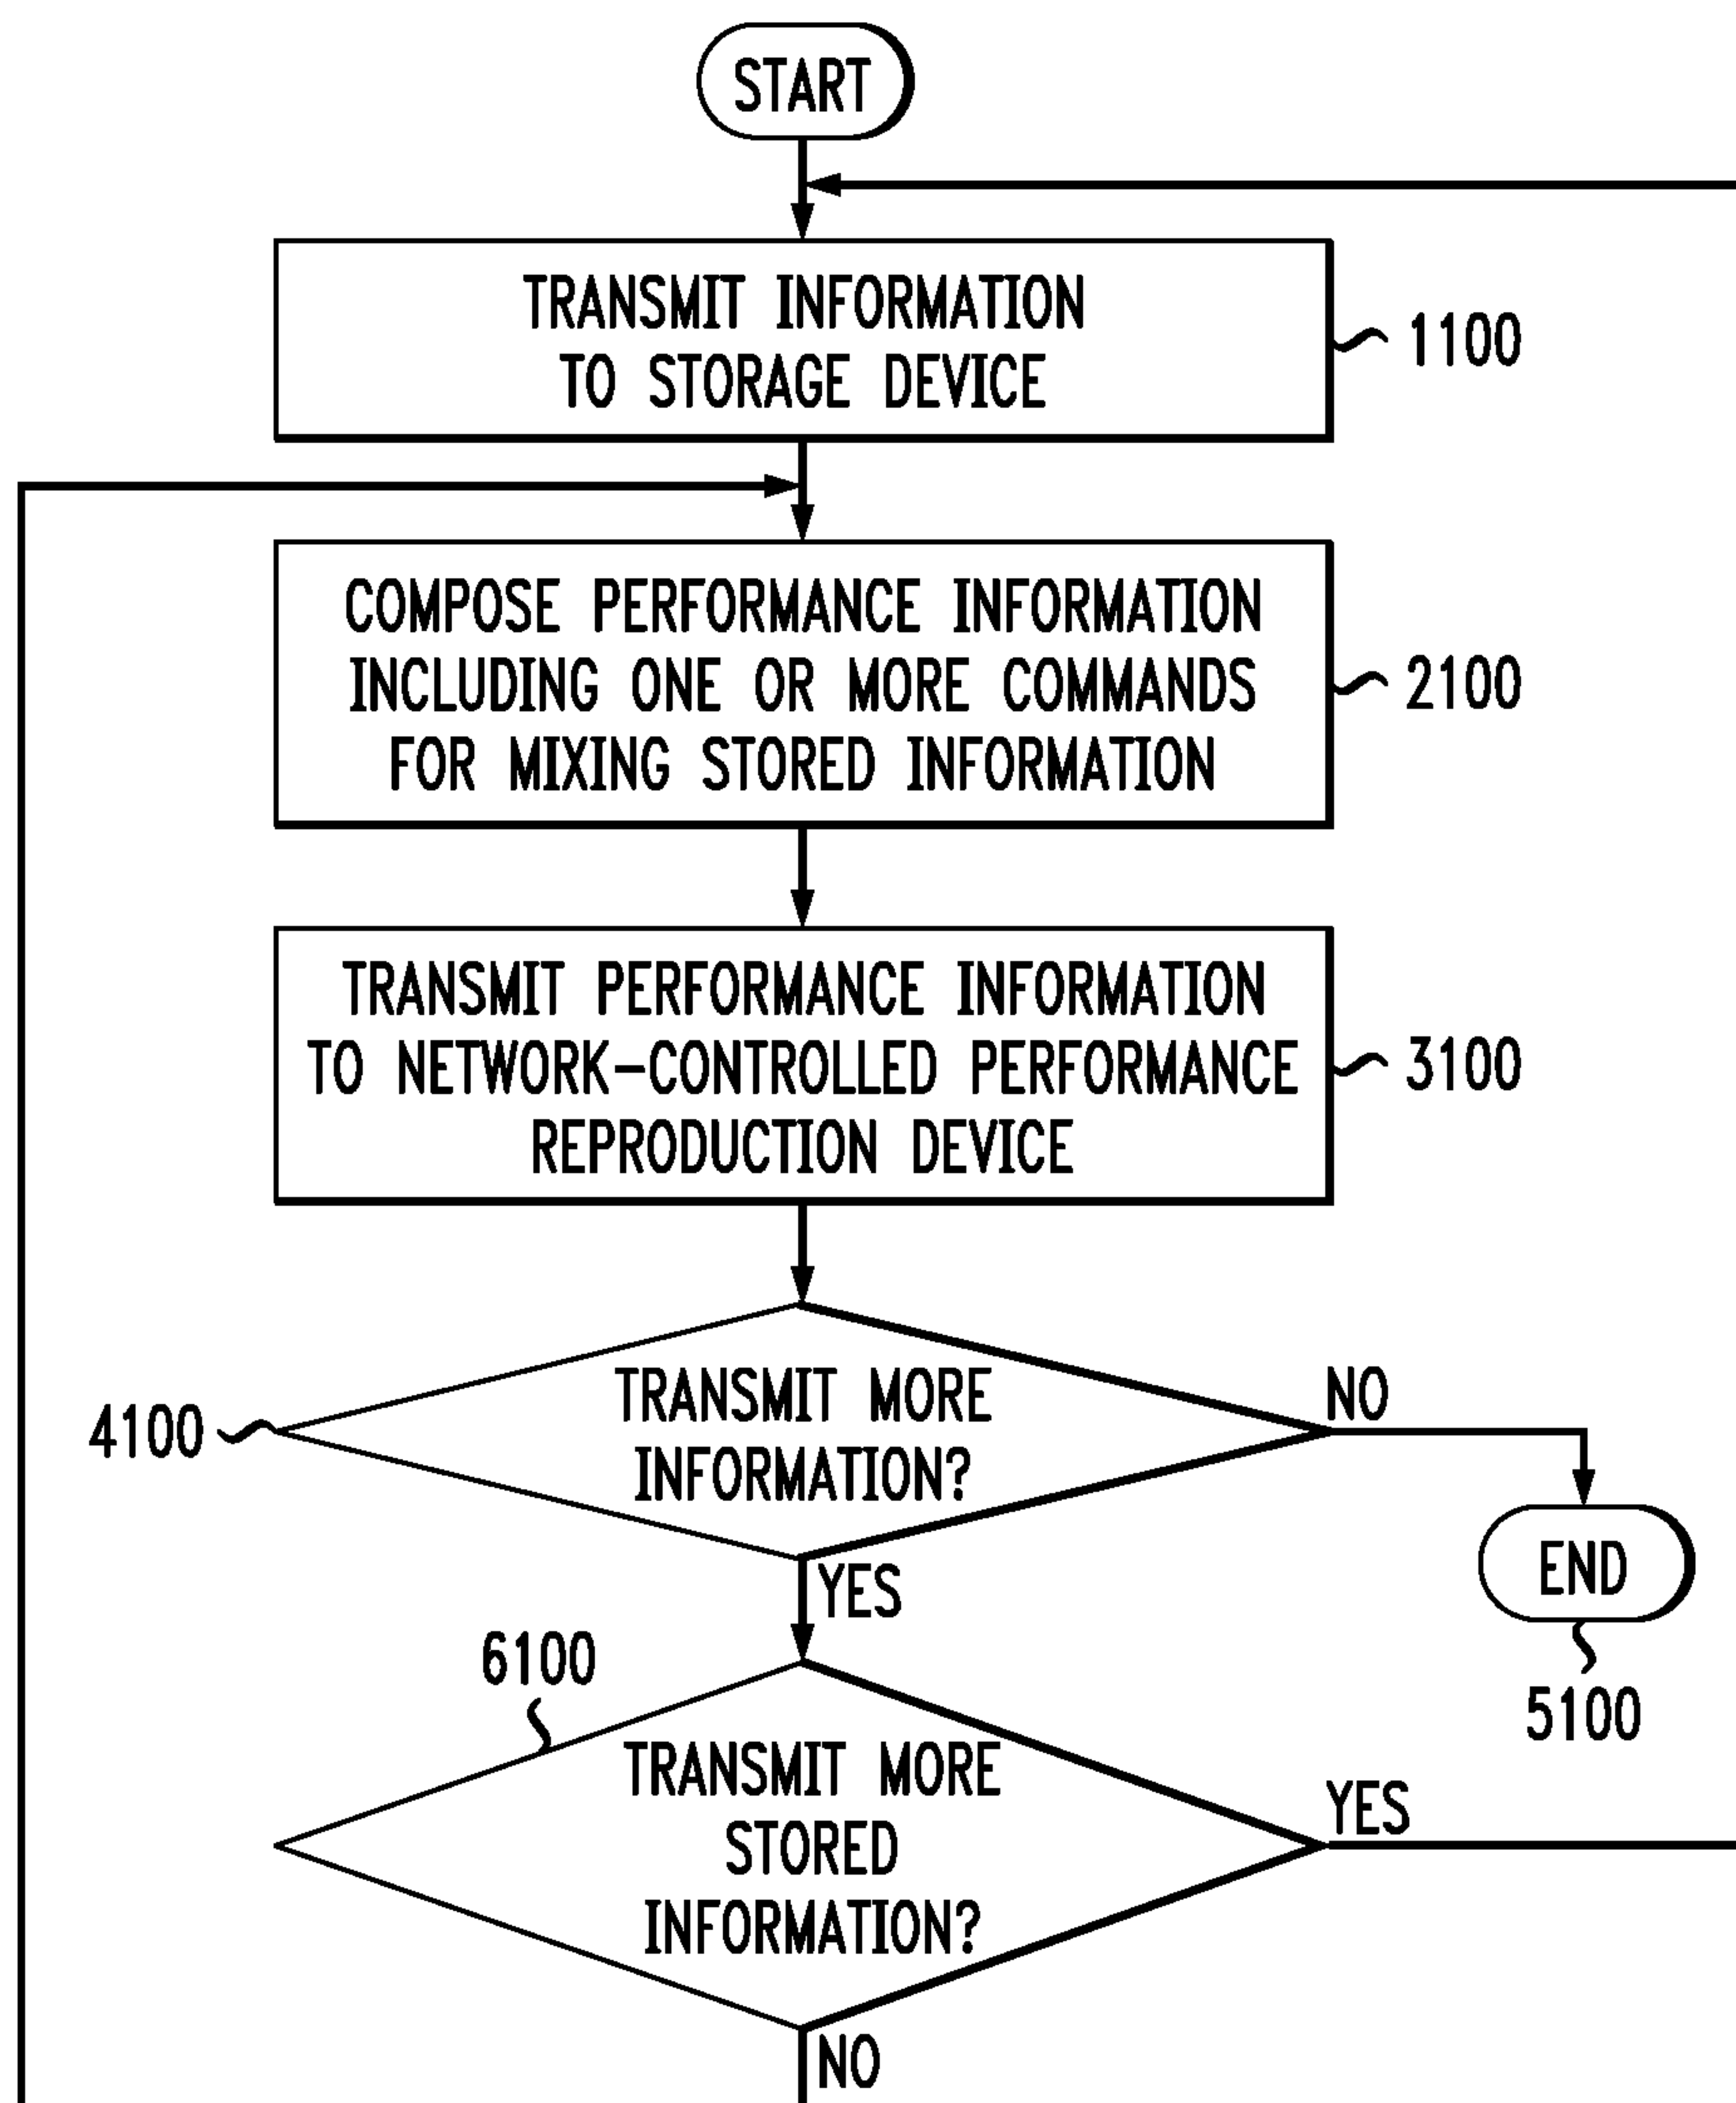 START
TRANSMIT INFORMATION
TO STORAGE DEVICE
1100
COMPOSE PERFORMANCE INFORMATION
INCLUDING ONE OR MORE COMMANDS
FOR MIXING STORED INFORMATION
2100
TRANSMIT PERFORMANCE INFORMATION
TO NETWORK-CONTROLLED PERFORMANCE
REPRODUCTION DEVICE
3100
4100
TRANSMIT MORE
INFORMATION?
NO
END
5100
YES
6100
TRANSMIT MORE
STORED
INFORMATION?
YES
NO